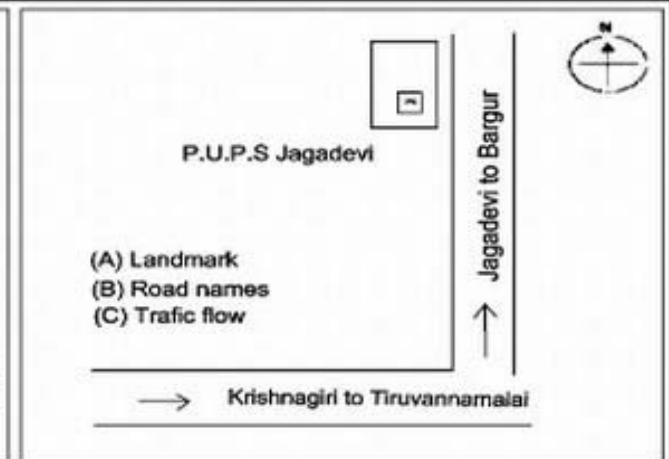 N
P.U.P.S Jagadevi
Jagadevi to Bargur
(A) Landmark
(B) Road names
(C) Trafic flow
Krishnagiri to Tiruvannamalai